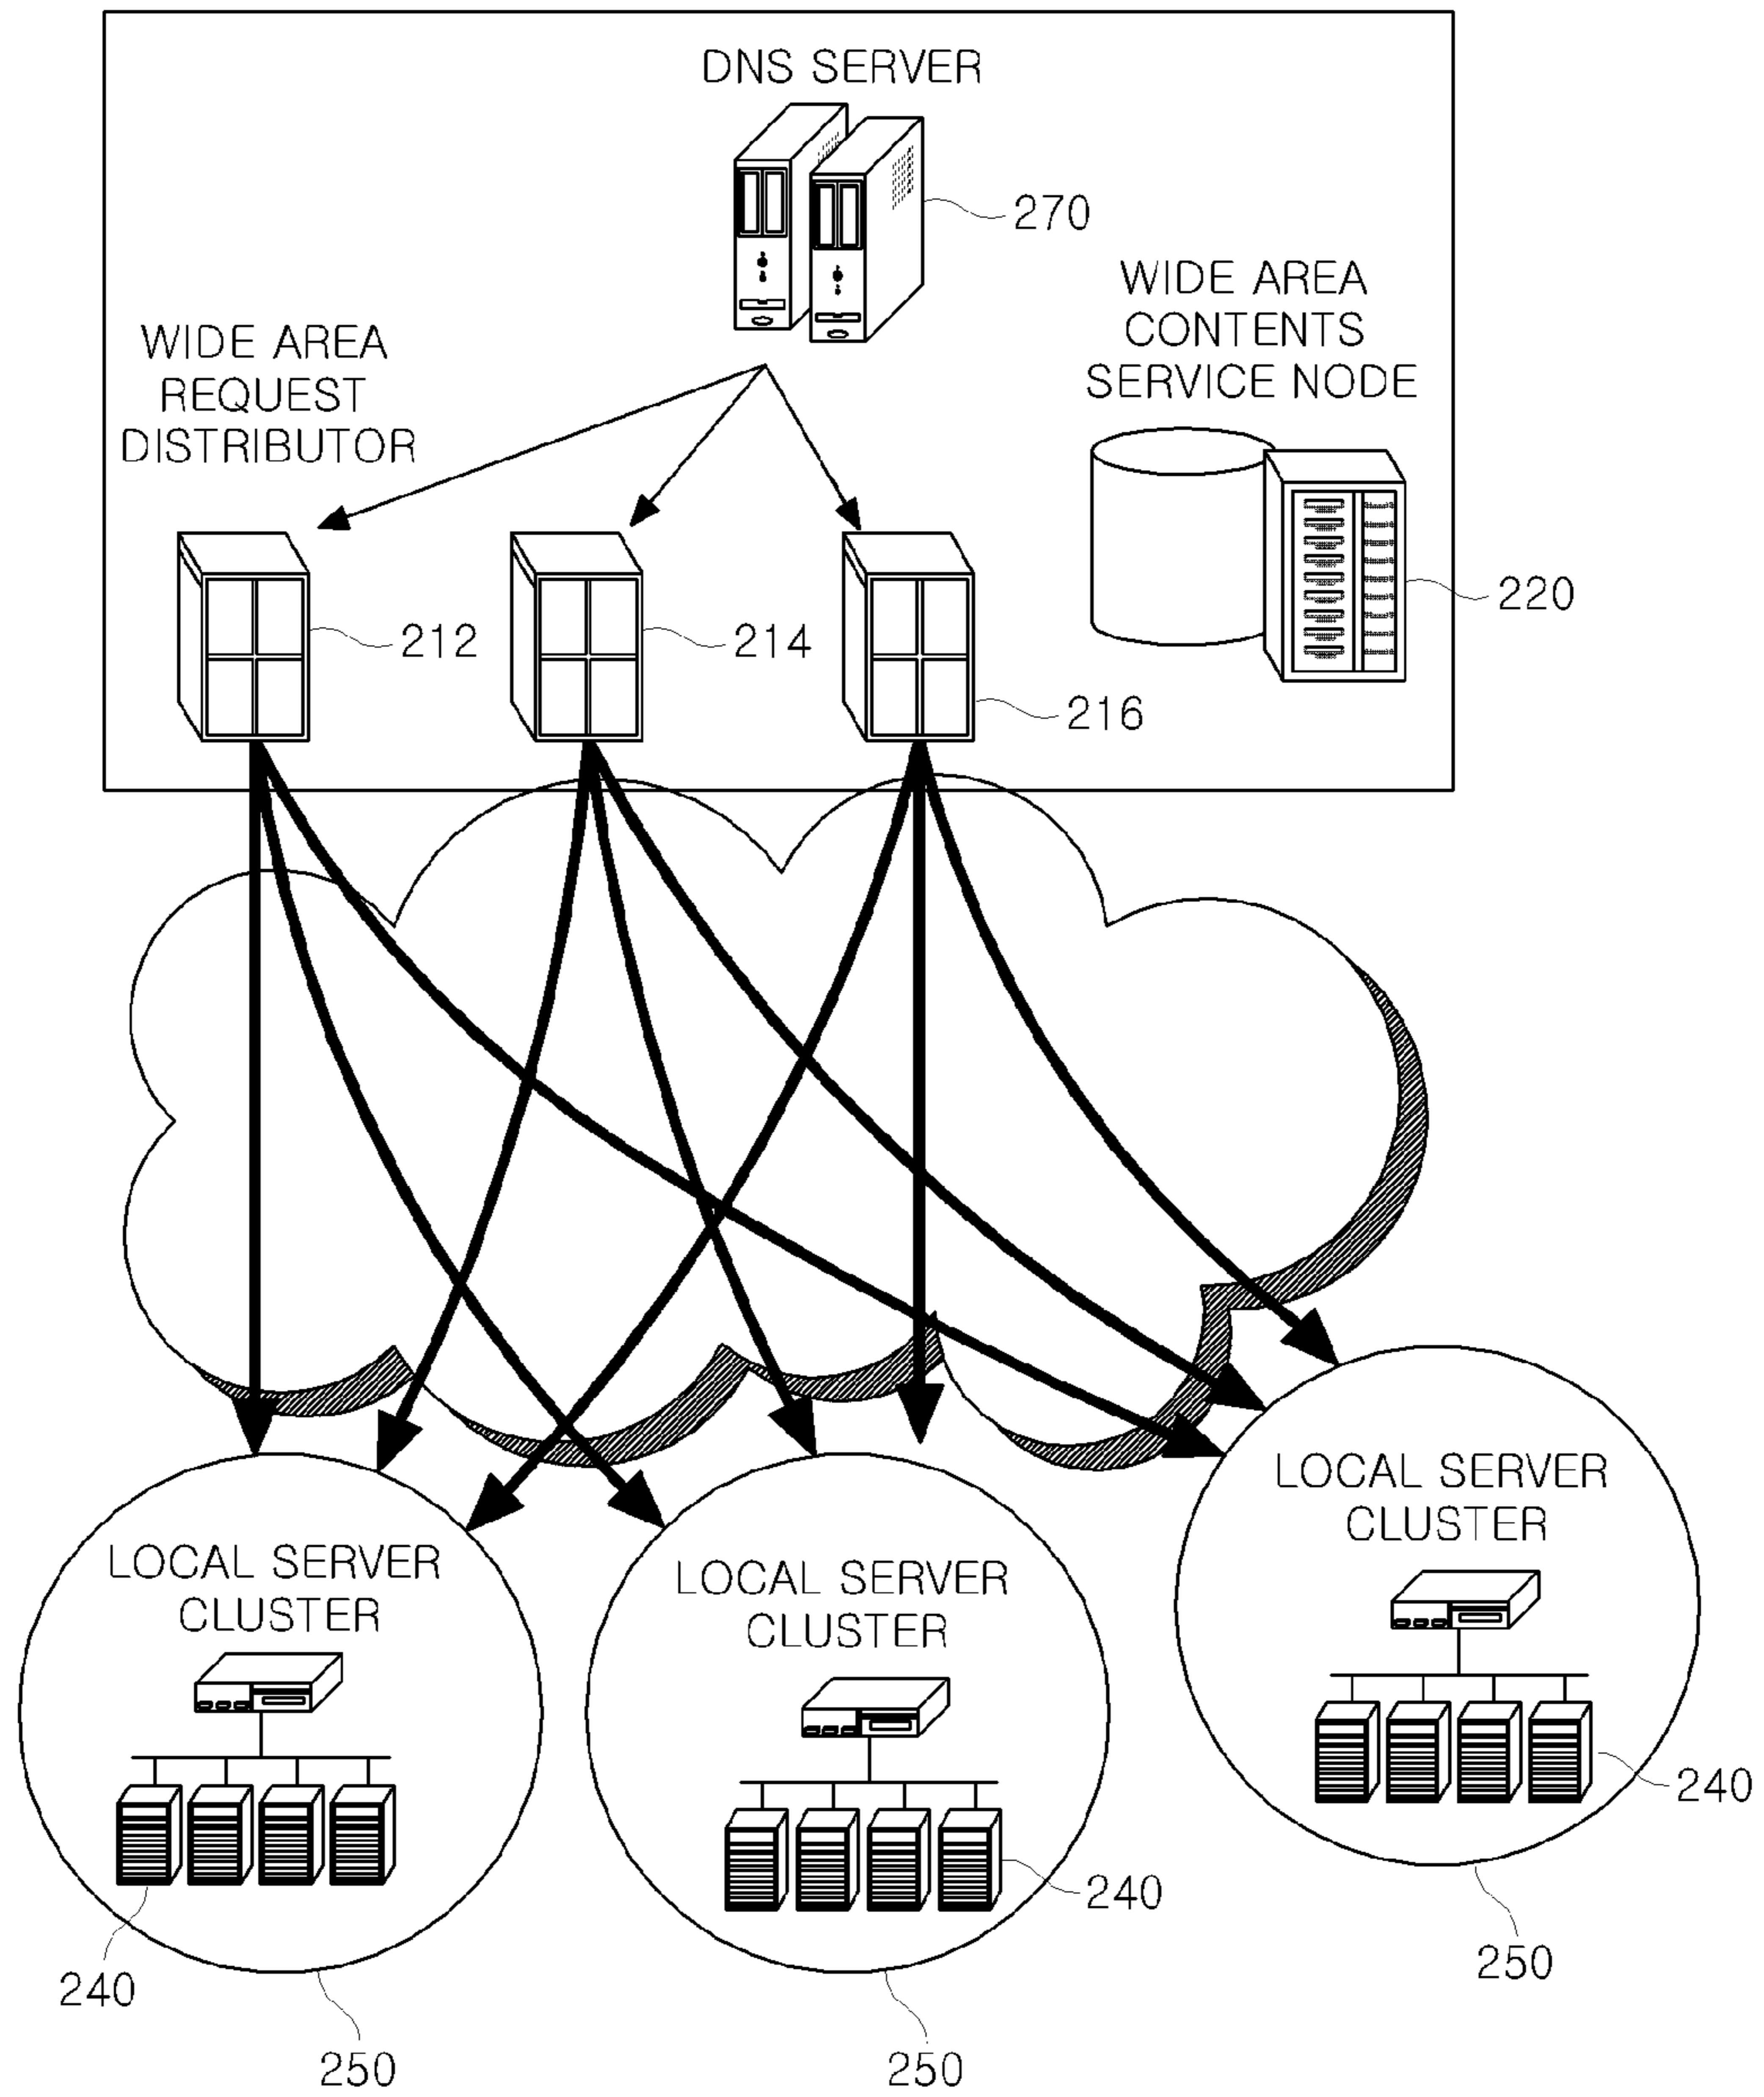 DNS SERVER
270
WIDE AREA
CONTENTS
SERVICE NODE
WIDE AREA
REQUEST
DISTRIBUTOR
220
212
214
216
LOCAL SERVER
CLUSTER
LOCAL SERVER
CLUSTER
LOCAL SERVER
CLUSTER
240
240
240
250
250
250